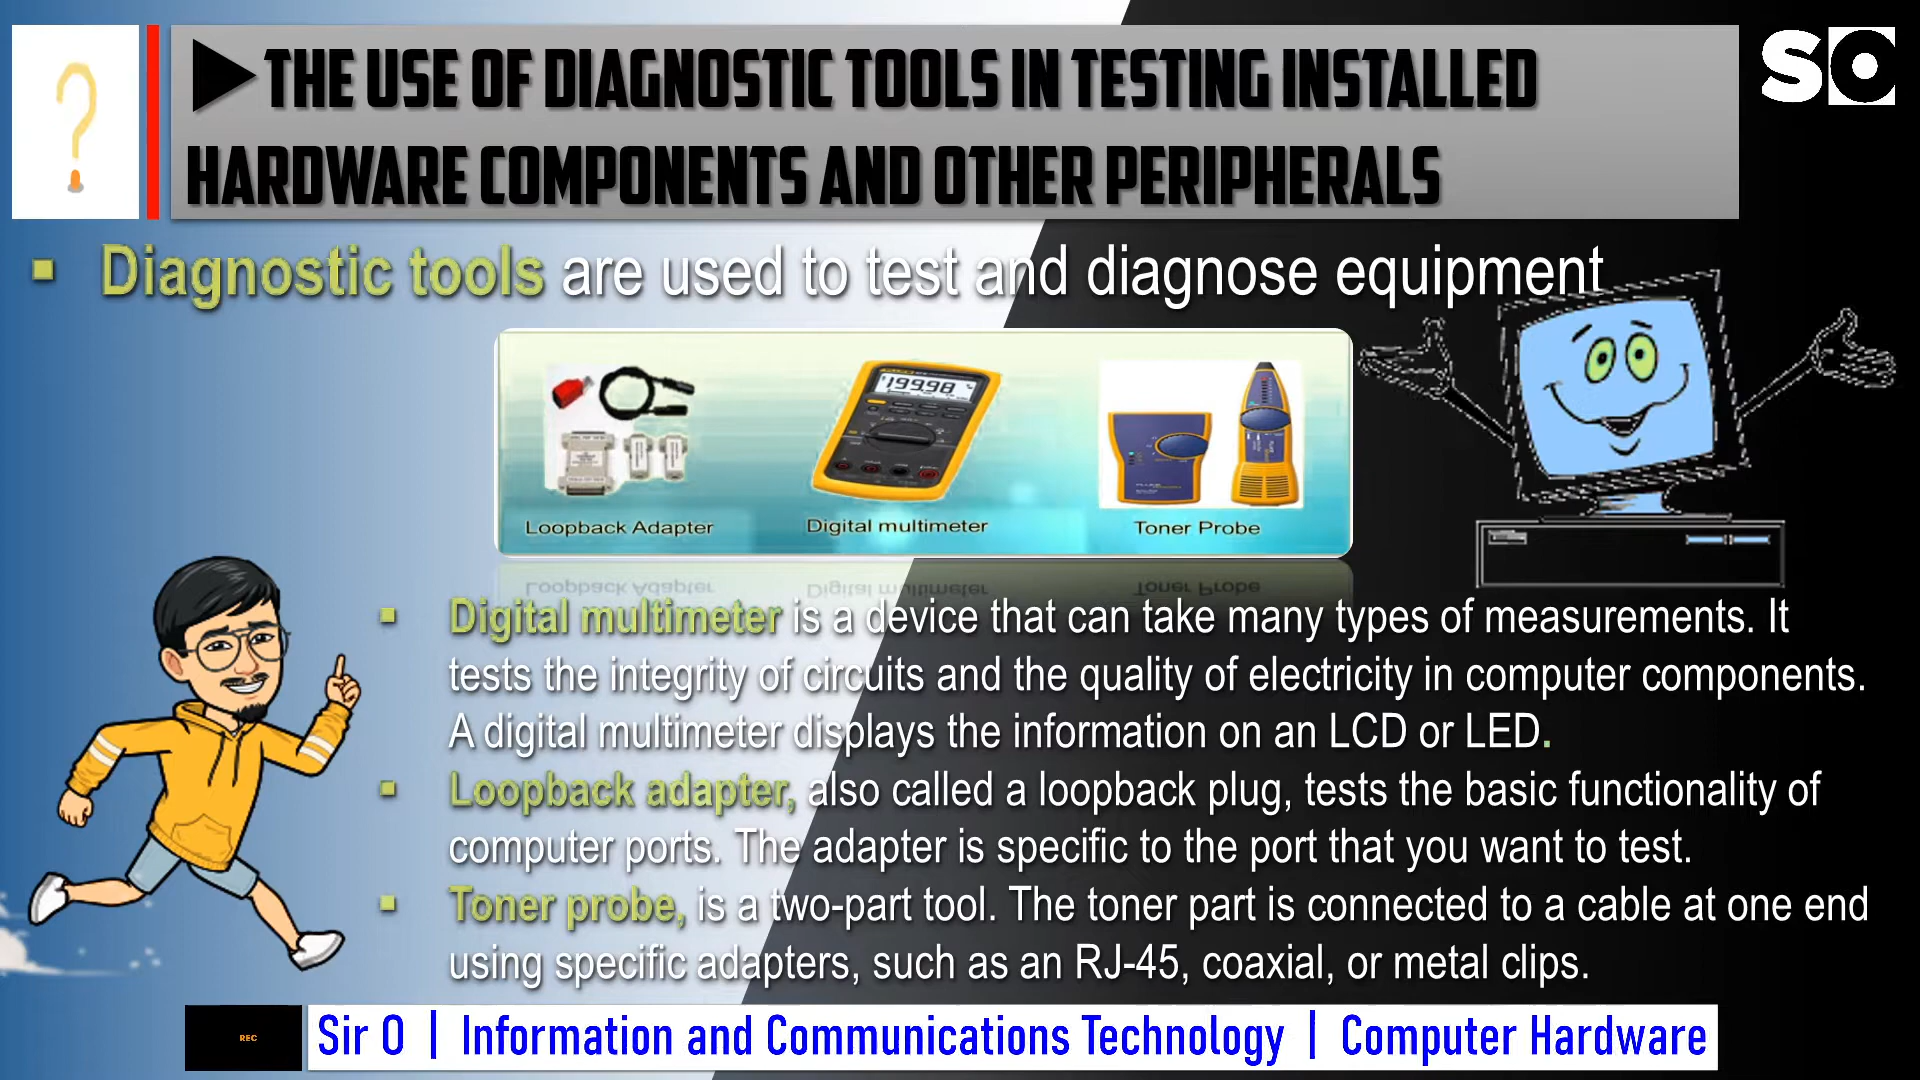 THE USE OF DIAGNOSTIC TOOLS IN TESTING INSTALLED
HARDWARE COMPONENTS AND OTHER PERIPHERALS
SO
▪ Diagnostic tools are used to test and diagnose equipment
199.98
Loopback Adapter
Digital multimeter
Toner Probe
▪ Digital multimeter is a device that can take many types of measurements. It
tests the integrity of circuits and the quality of electricity in computer components.
A digital multimeter displays the information on an LCD or LED.
▪ Loopback adapter, also called a loopback plug, tests the basic functionality of
computer ports. The adapter is specific to the port that you want to test.
▪ Toner probe, is a two-part tool. The toner part is connected to a cable at one end
using specific adapters, such as an RJ-45, coaxial, or metal clips.
REC
Sir O | Information and Communications Technology | Computer Hardware